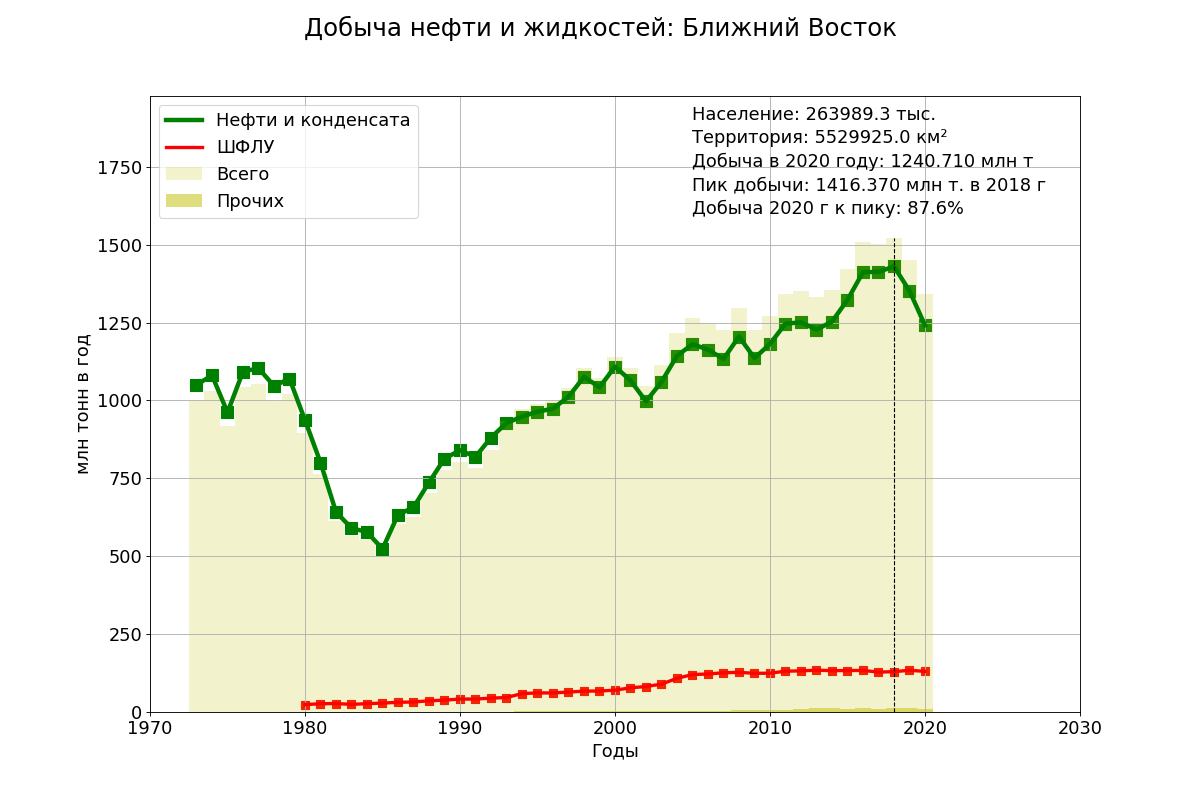 Добыча нефти и жидкостей: Ближний Восток
Нефти и конденсата
ШФЛУ
Всего
Прочих
Население: 263989.3 тыс.
Территория: 5529925.0 км²
Добыча в 2020 году: 1240.710 млн т
Пик добычи: 1416.370 млн т. в 2018 г
Добыча 2020 г к пику: 87.6%
1750
1500
1250
1000
750
500
250
0
млн тонн в год
1970 1980 1990 2000 2010 2020 2030
Годы